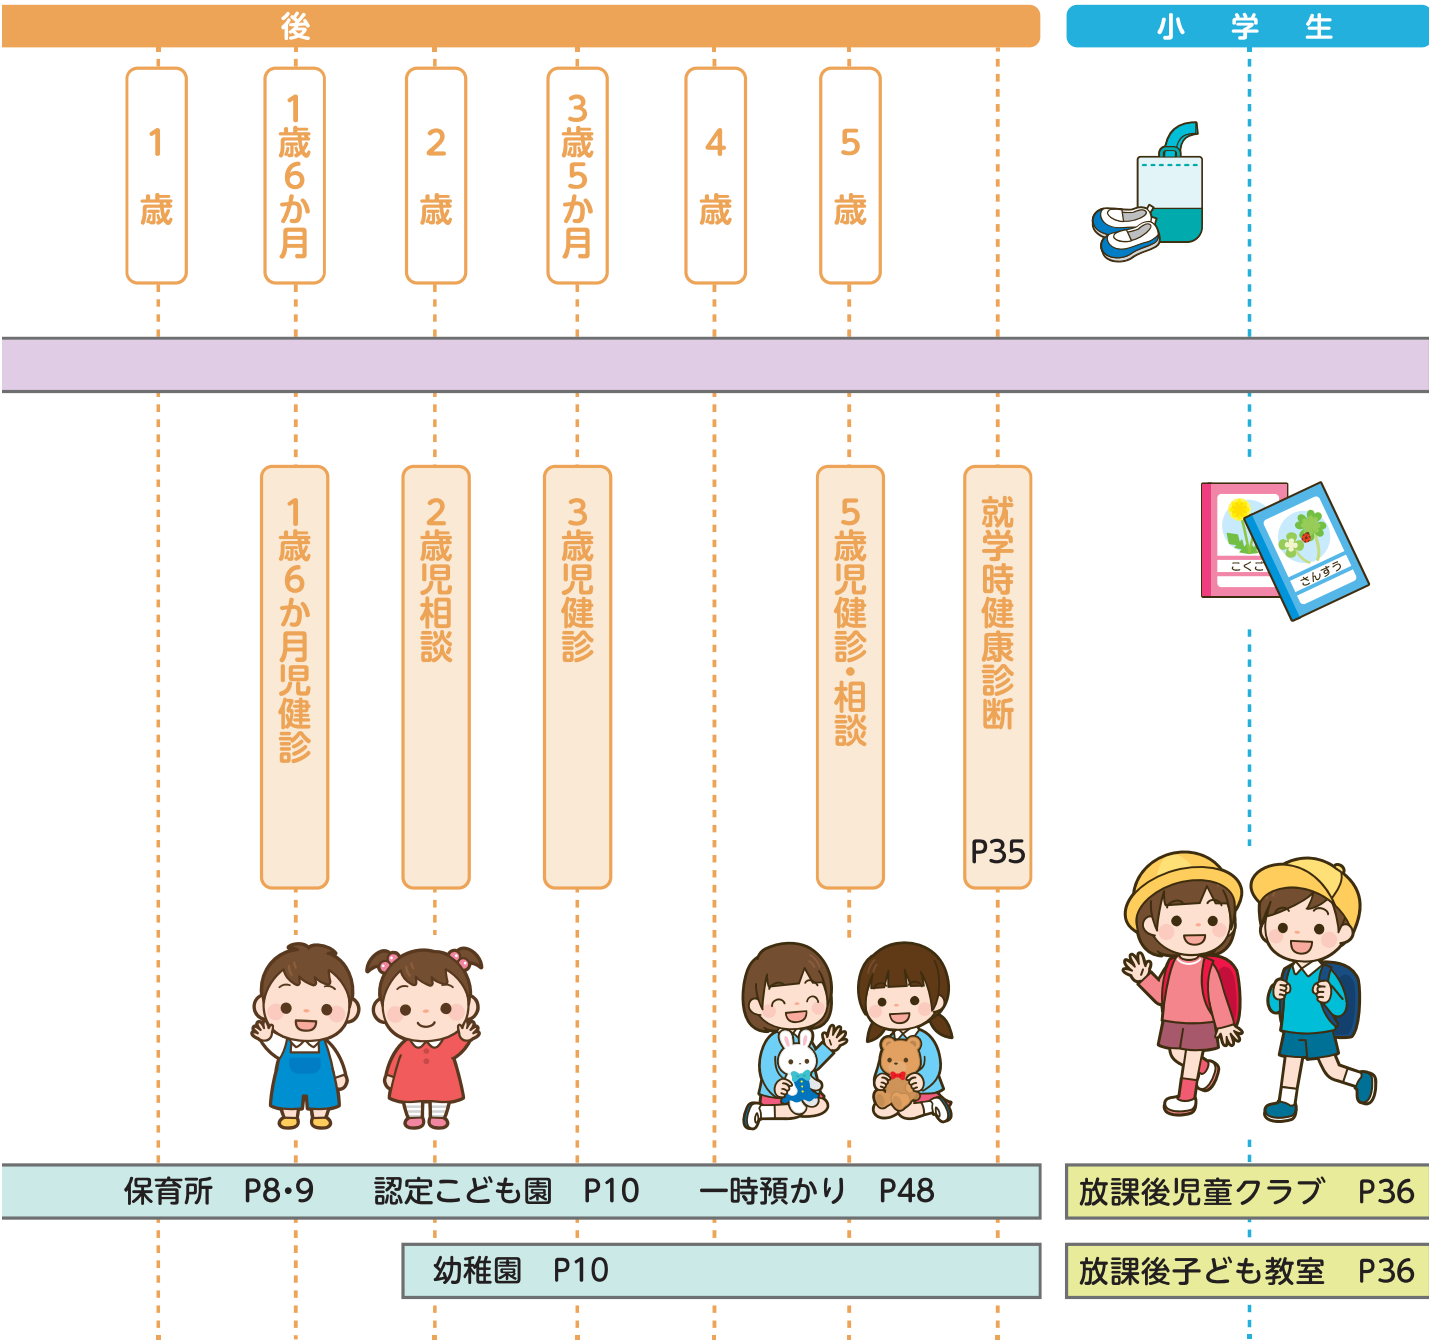 後
小学生
1歳
1歳6か月
2歳
3歳5か月
4歳
5歳
1歳6か月児健診
2歳児相談
3歳児健診
5歳児健診・相談
就学時健康診断
P35
こくご
さんすう
保育所 P8・9 認定こども園 P10 一時預かり P48
幼稚園 P10
放課後児童クラブ P36
放課後子ども教室 P36